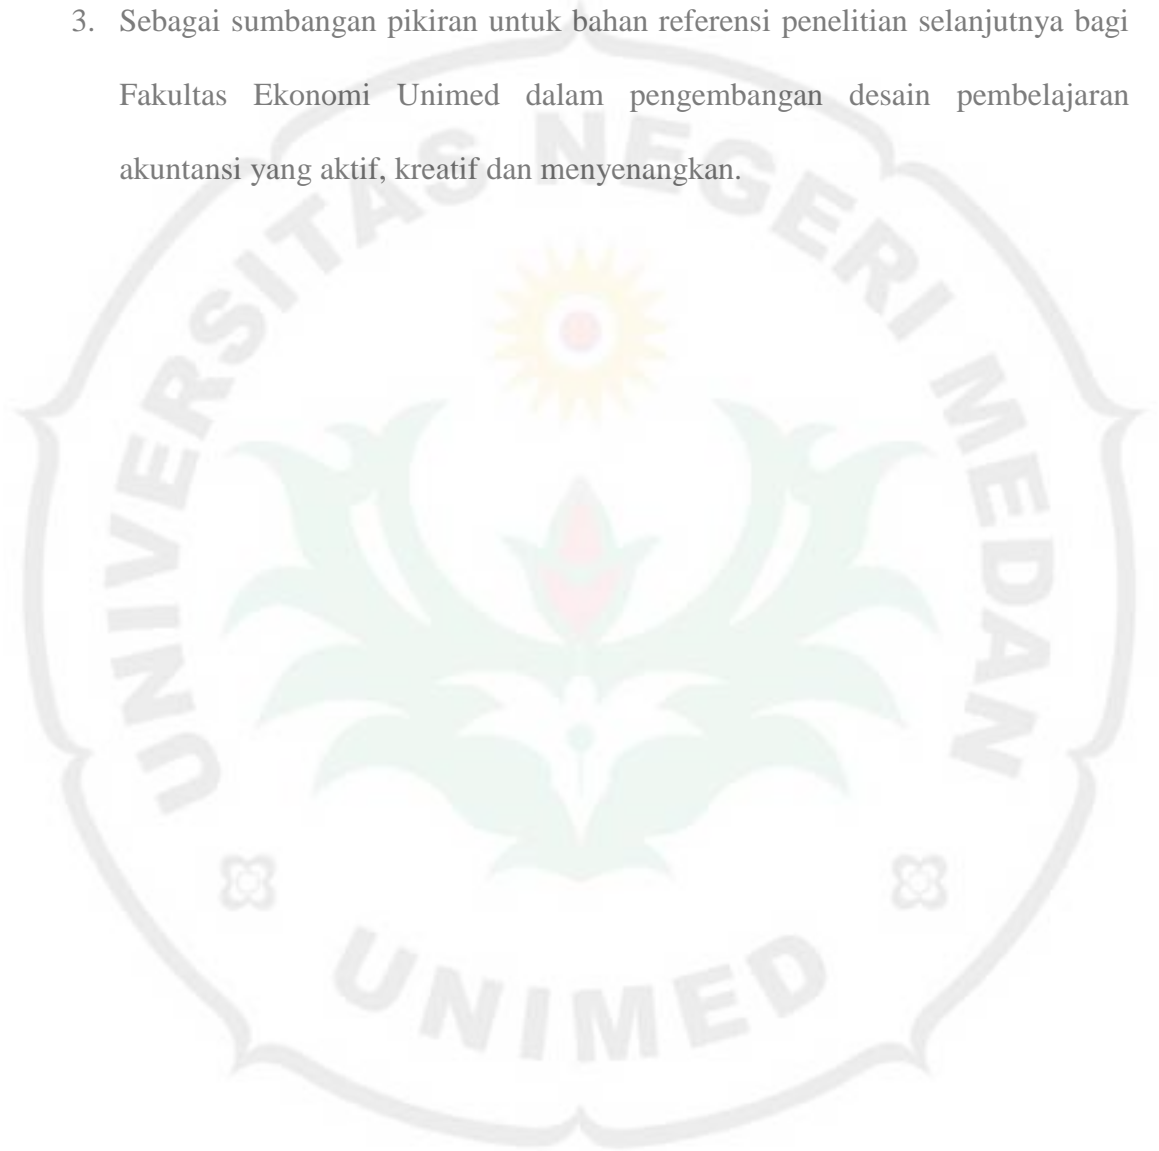 3. Sebagai sumbangan pikiran untuk bahan referensi penelitian selanjutnya bagi
Fakultas Ekonomi Unimed dalam pengembangan desain pembelajaran
akuntansi yang aktif, kreatif dan menyenangkan.
UNIVERSITAS NEGERI MEDAN
UNIMED